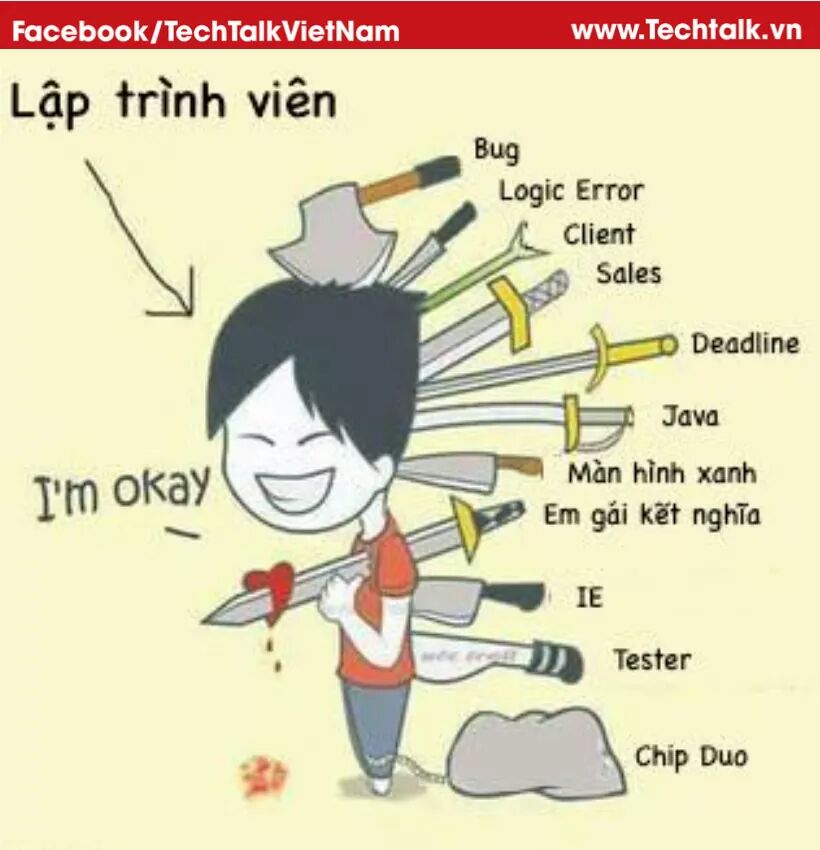 Facebook/TechTalkVietNam
www.Techtalk.vn
Lập trình viên
Bug
Logic Error
Client
Sales
Deadline
Java
Màn hình xanh
I'm okay
Em gái kết nghĩa
IE
Tester
Chip Duo